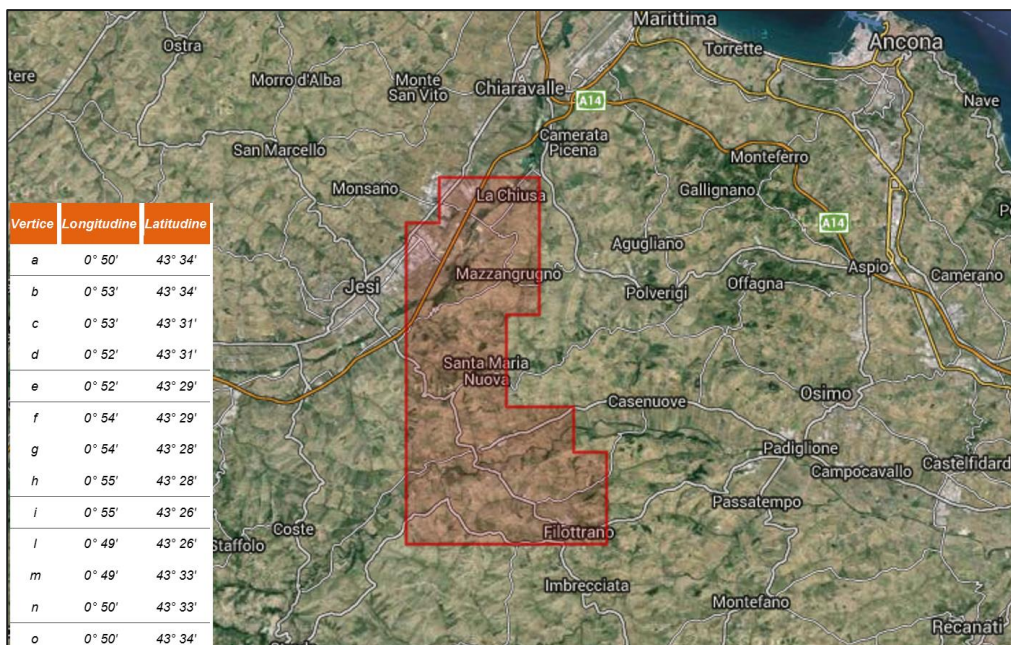 Marittima
Ancona
Torrette
Ostra
tere
Morro d'Alba
Monte
San Vito
Chiaravalle
A14
Nave
Camerata
Picena
San Marcello
Monteferro
Monsano
La Chiusa
Gallignano
A14
Agugliano
Mazzangrugno
Jesi
Polverigi
Offagna
Aspio
Camerano
Santa Maria
Nuova
Casenuove
Osimo
Padiglione
Campocavallo
Castelfidard
Passatempo
Coste
Staffolo
Filottrano
Imbrecciata
Montefano
Recanati
Vertice Longitudine Latitudine
a 0° 50' 43° 34'
b 0° 53' 43° 34'
c 0° 53' 43° 31'
d 0° 52' 43° 31'
e 0° 52' 43° 29'
f 0° 54' 43° 29'
g 0° 54' 43° 28'
h 0° 55' 43° 28'
i 0° 55' 43° 26'
l 0° 49' 43° 26'
m 0° 49' 43° 33'
n 0° 50' 43° 33'
o 0° 50' 43° 34'